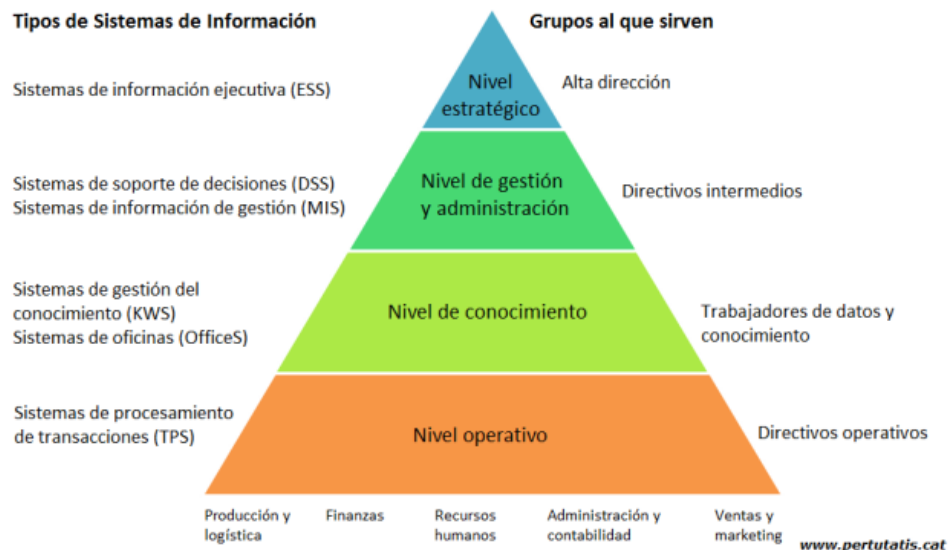 Tipos de Sistemas de Información
Grupos al que sirven
Sistemas de información ejecutiva (ESS)
Nivel
estratégico
Alta dirección
Sistemas de soporte de decisiones (DSS)
Sistemas de información de gestión (MIS)
Nivel de gestión
y administración
Directivos intermedios
Sistemas de gestión del
conocimiento (KWS)
Sistemas de oficinas (OfficeS)
Nivel de conocimiento
Trabajadores de datos y
conocimiento
Sistemas de procesamiento
de transacciones (TPS)
Nivel operativo
Directivos operativos
Producción y
logística
Finanzas
Recursos
humanos
Administración y
contabilidad
Ventas y
marketing
www.pertutatis.cat